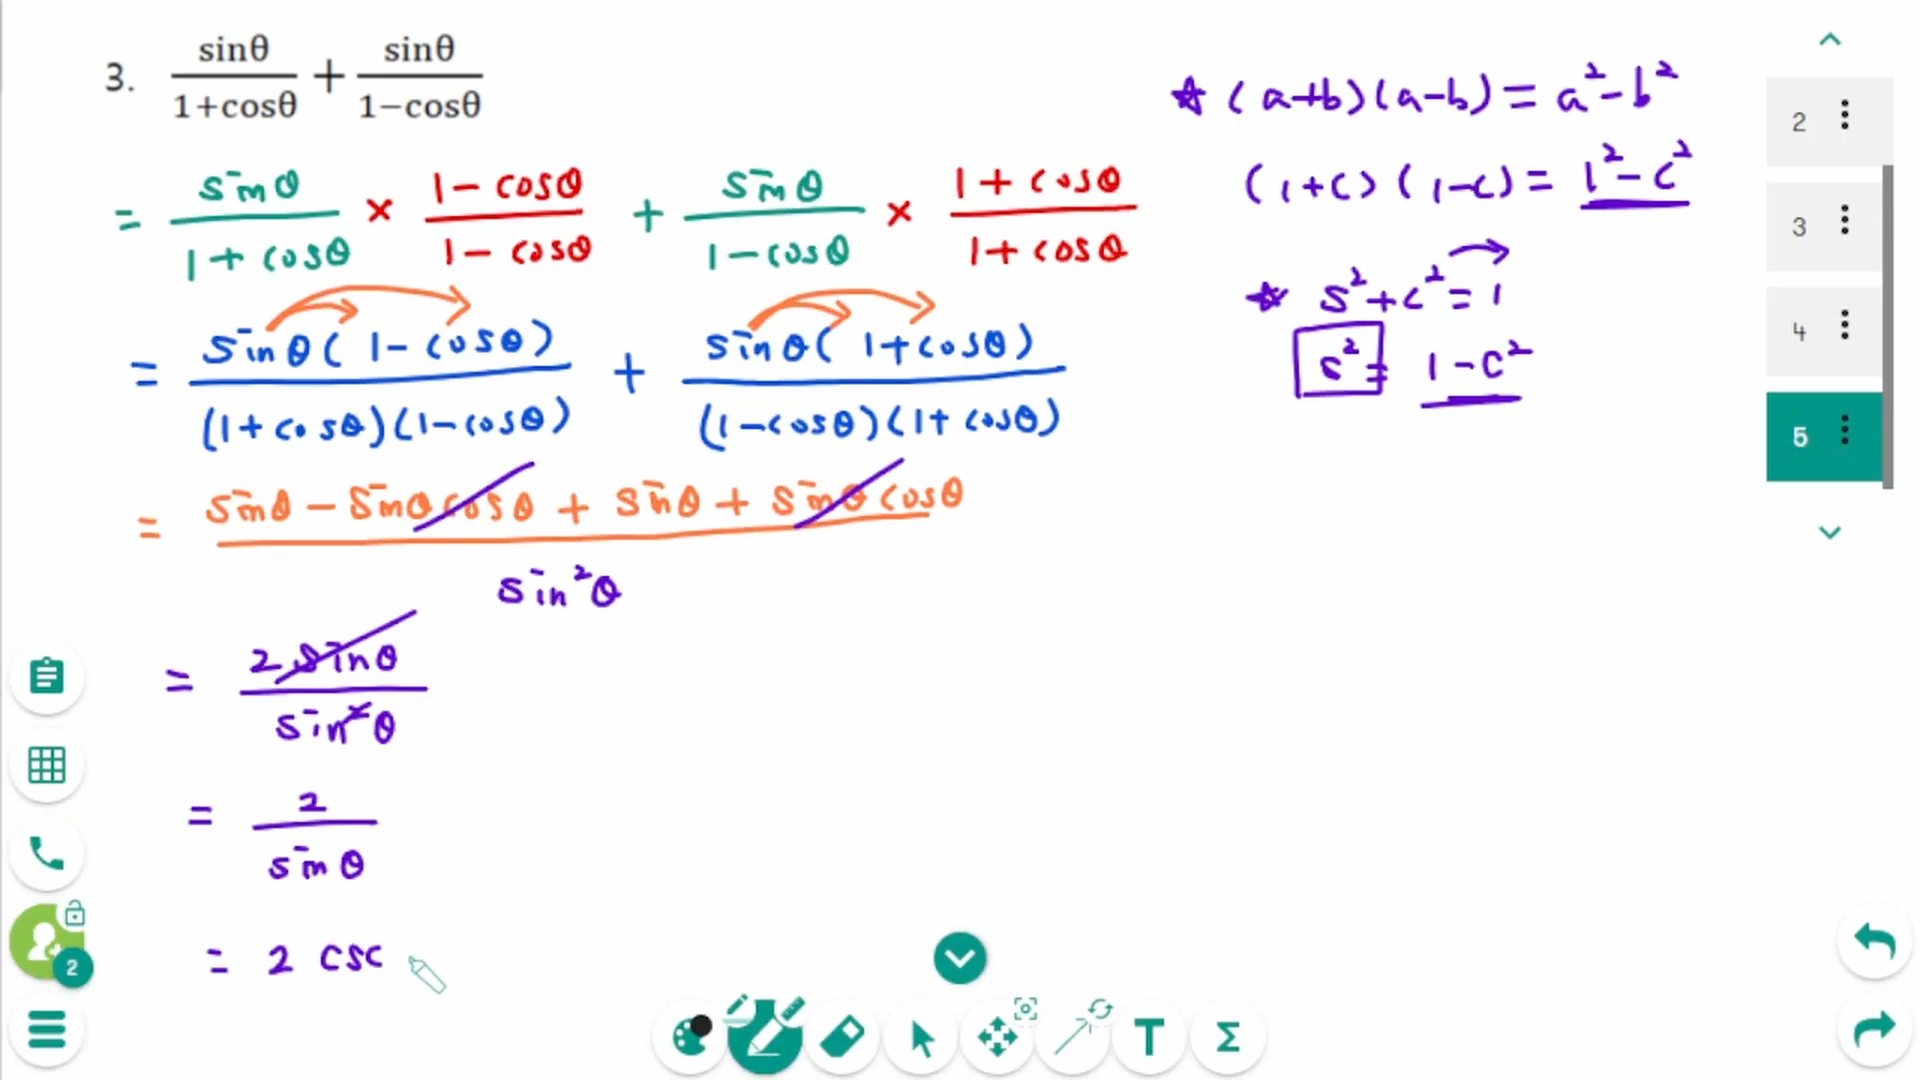 3. sinθ/1+cosθ + sinθ/1−cosθ
= sinθ/1+cosθ × 1−cosθ/1−cosθ + sinθ/1−cosθ × 1+cosθ/1+cosθ
= sinθ(1−cosθ)/(1+cosθ)(1−cosθ) + sinθ(1+cosθ)/(1−cosθ)(1+cosθ)
= sinθ − sinθcosθ + sinθ + sinθcosθ/sin²θ
= 2sinθ/sin²θ
= 2/sinθ
= 2 csc
☆ (a+b)(a−b) = a²−b²
(1+c)(1−c) = 1²−c²
☆ s²+c² = 1
s² = 1−c²
2
3
4
5
2
T
Σ